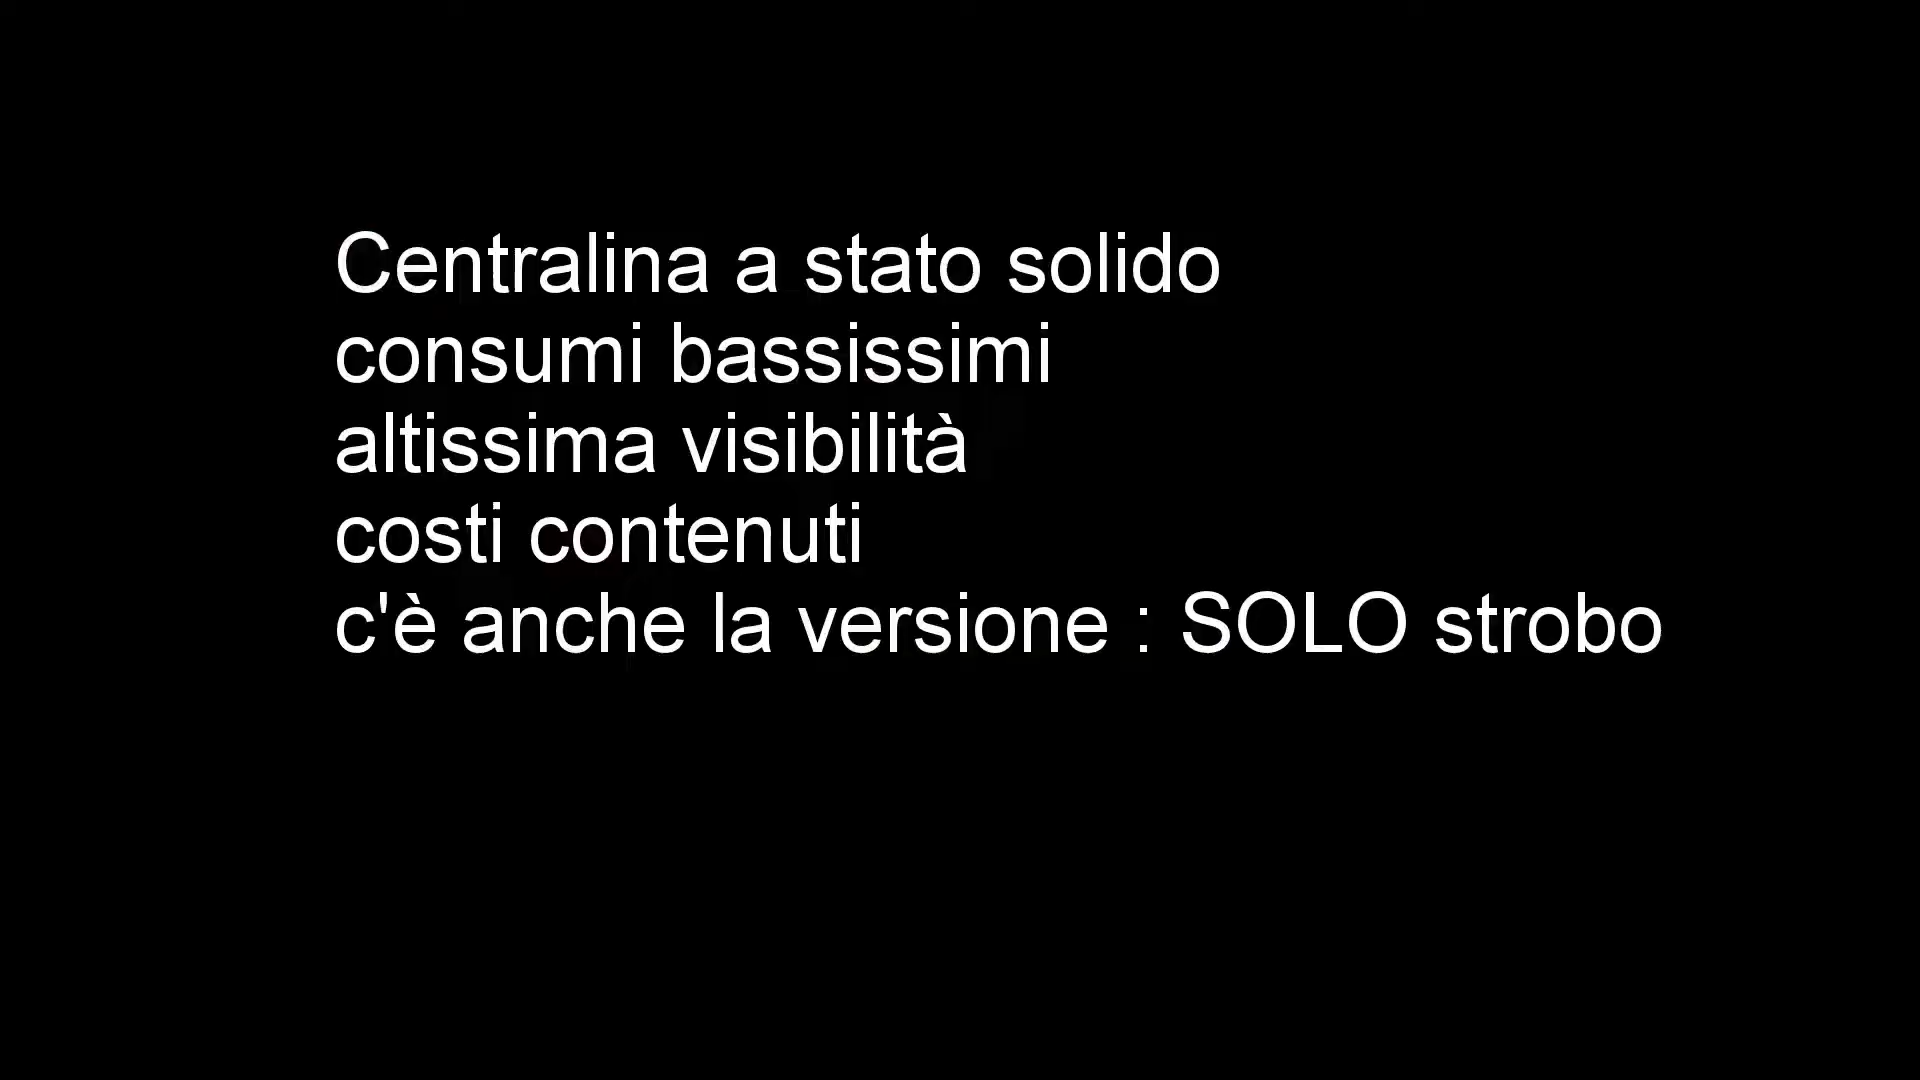 Centralina a stato solido
consumi bassissimi
altissima visibilità
costi contenuti
c'è anche la versione : SOLO strobo